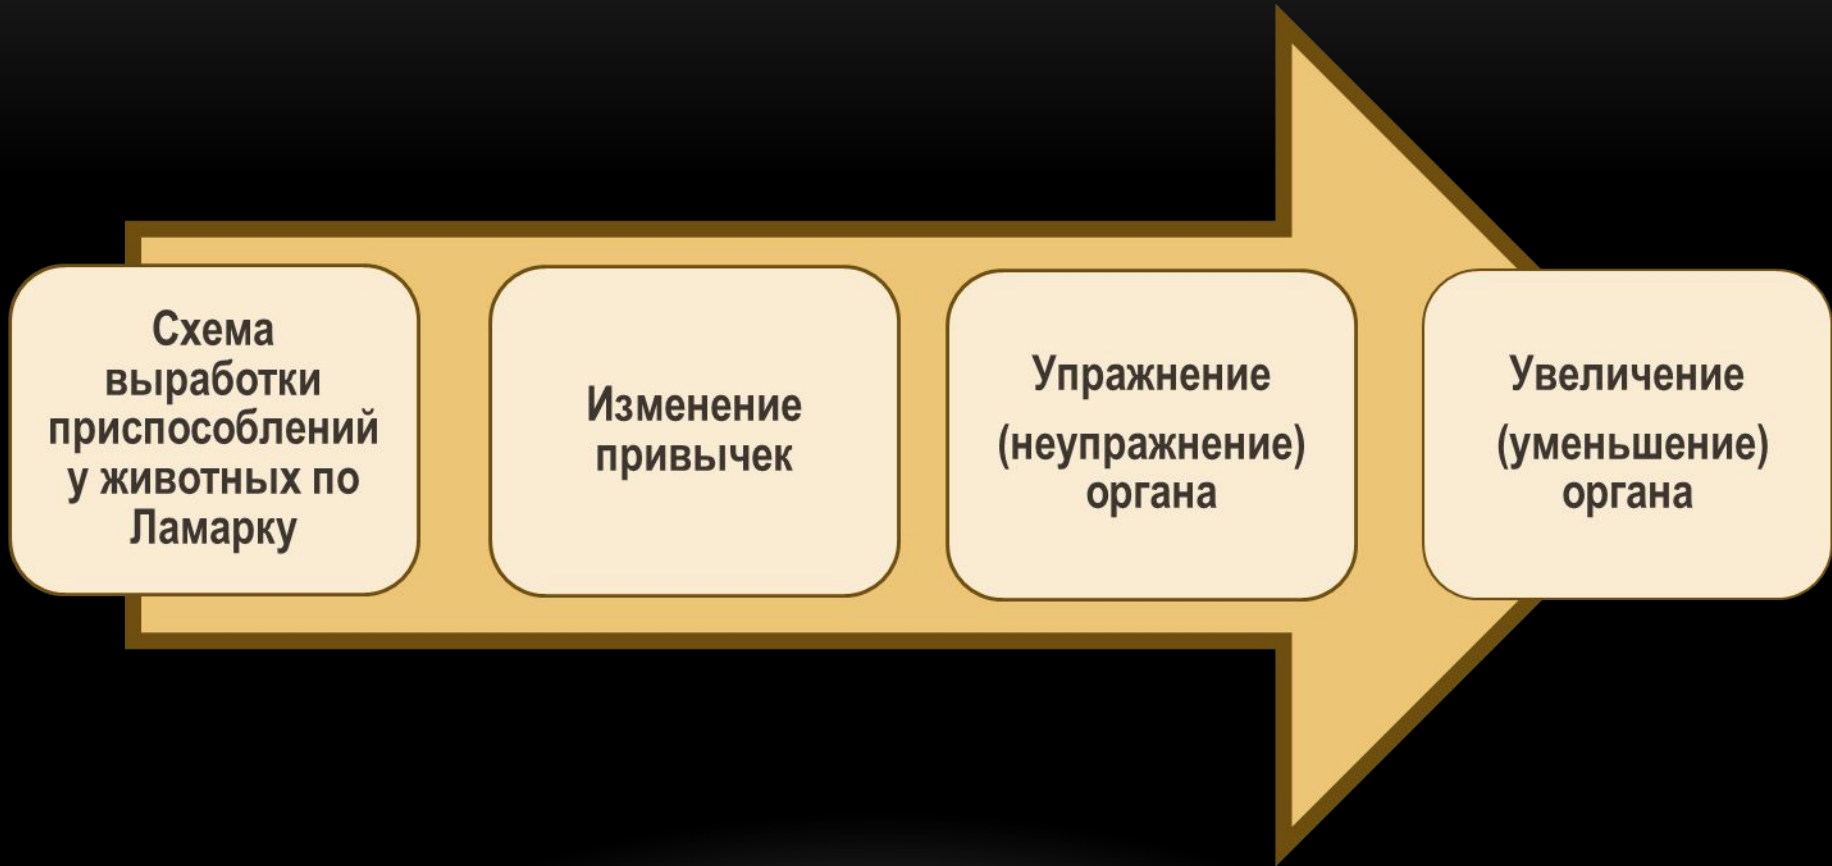 Схема
выработки
приспособлений
у животных по
Ламарку
Изменение
привычек
Упражнение
(неупражнение)
органа
Увеличение
(уменьшение)
органа